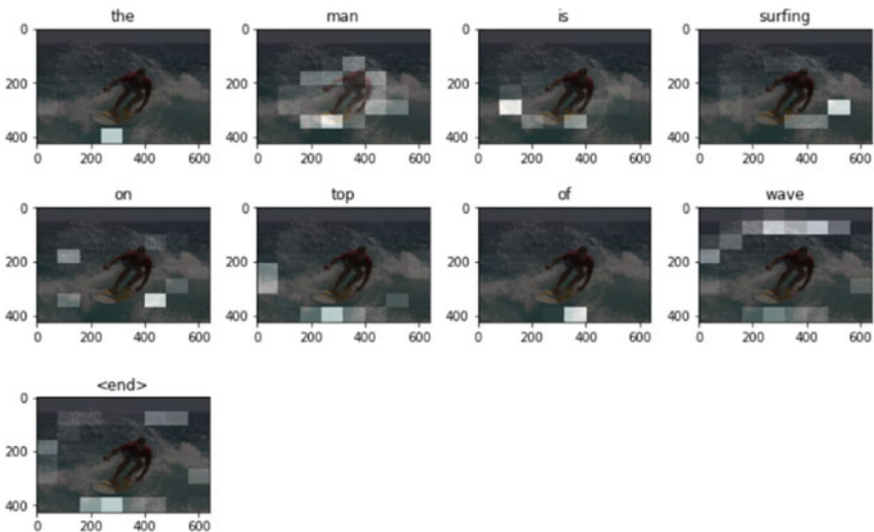 the man is surfing
0 0 0 0
200 200 200 200
400 400 400 400
0 200 400 600 0 200 400 600 0 200 400 600 0 200 400 600
on top of wave
0 0 0 0
200 200 200 200
400 400 400 400
0 200 400 600 0 200 400 600 0 200 400 600 0 200 400 600
<end>
0
200
400
0 200 400 600